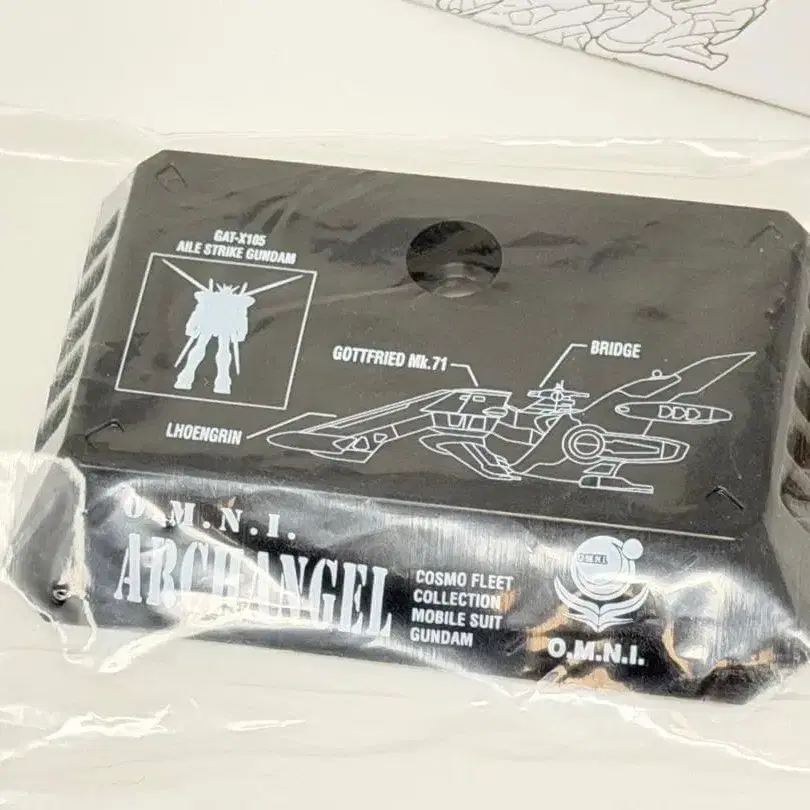 GAT-X105
AILE STRIKE GUNDAM
GOTTFRIED Mk.71
BRIDGE
LHOENGRIN
O.M.N.I.
ARCHANGEL
COSMO FLEET
COLLECTION
MOBILE SUIT
GUNDAM
O.M.N.I.
O.M.N.I.